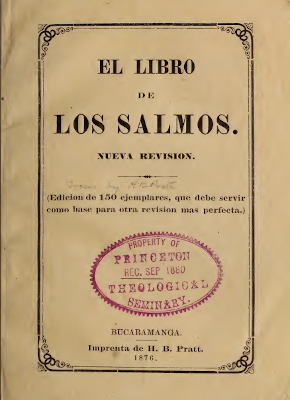 EL LIBRO
DE
LOS SALMOS.
NUEVA REVISION.
(Edicion de 150 ejemplares, que debe servir
como base para otra revision mas perfecta.)
PROPERTY OF
PRINCETON
REC. SEP 1880
THEOLOGICAL
SEMINARY.
BUCARAMANGA.
Imprenta de H. B. Pratt.
1876.